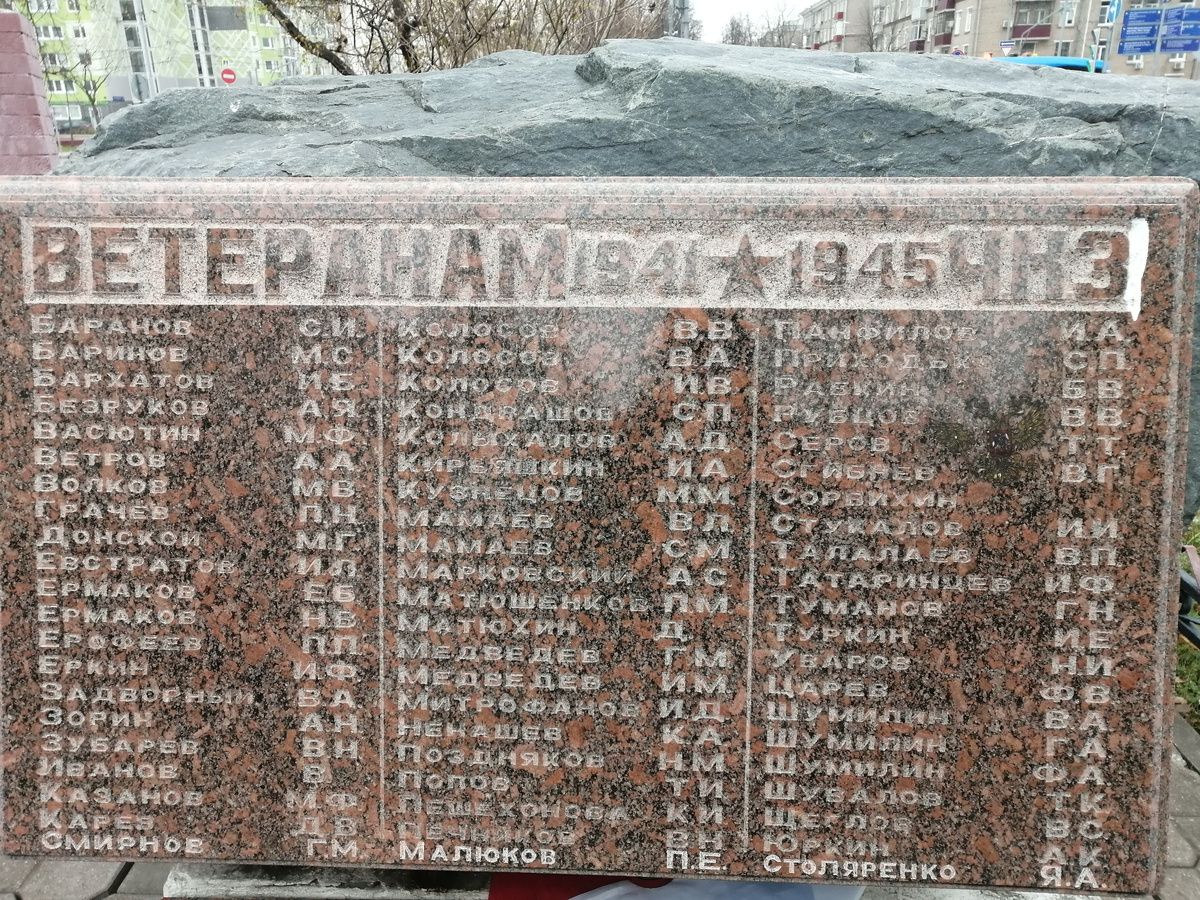 ВЕТЕРАНАМ 1941 ★ 1945 ЧНЗ
БАРАНОВ С.И.
БАРИНОВ М.С.
БАРХАТОВ И.Б.
БЕЗРУКОВ А.Я
ВАСЮТИН М.Ф.
ВЕТРОВ А.А
ВОЛКОВ М.В
ГРАЧЕВ П.Н
ДОНСКОЙ М.Г.
ЕВСТРАТОВ И.Л
ЕРМАКОВ Е.Б
ЕРМАКОВ Н.Б
ЕРОФЕЕВ П.П
ЕРКИН И.Ф
ЗАДВОРНЫЙ В.А
ЗОРИН А.Н
ЗУБАРЕВ В.Н
ИВАНОВ В.
КАЗАНОВ М.Ф
КАРЕВ Д.В
СМИРНОВ Г.М.
КОЛОСОВ В.В
КОЛОСОВ В.А
КОЛОСОВ И.В
КОНДРАШОВ С.П
КОЛЫХАЛОВ А.Д
КИРЬЯШКИН И.А
КУЗНЕЦОВ М.М
МАМАЕВ В.Л
МАМАЕВ С.М
МАРКОВСКИЙ А.С
МАТЮШЕНКОВ П.М
МАТЮХИН Д.
МЕДВЕДЕВ Г.М
МЕДВЕДЕВ И.М
МИТРОФАНОВ И.Д
НЕНАШЕВ К.А
ПОЗДНЯКОВ Н.М
ПОПОВ Т.И
ПЕШЕХОНОВА К.И
ПЕЧНИКОВ В.Н
МАЛЮКОВ П.Е.
ПАНФИЛОВ И.А
ПРИХОДЬКО С.П
РАБКИН Б.В
РУБЦОВ В.В
СЕРОВ Т.Т.
СГИБНЕВ В.Г.
СОРВИХИН
СТУКАЛОВ И.И
ТАЛАЛАЕВ В.П
ТАТАРИНЦЕВ И.Ф
ТУМАНОВ Г.Н
ТУРКИН И.Е
УВАРОВ Н.И
ЦАРЕВ Ф.В
ШУМИЛИН В.А
ШУМИЛИН Г.А
ШУМИЛИН Ф.А
ШУВАЛОВ Т.К
ЩЕГЛОВ В.С
ЮРКИН А.К
СТОЛЯРЕНКО Я.А.